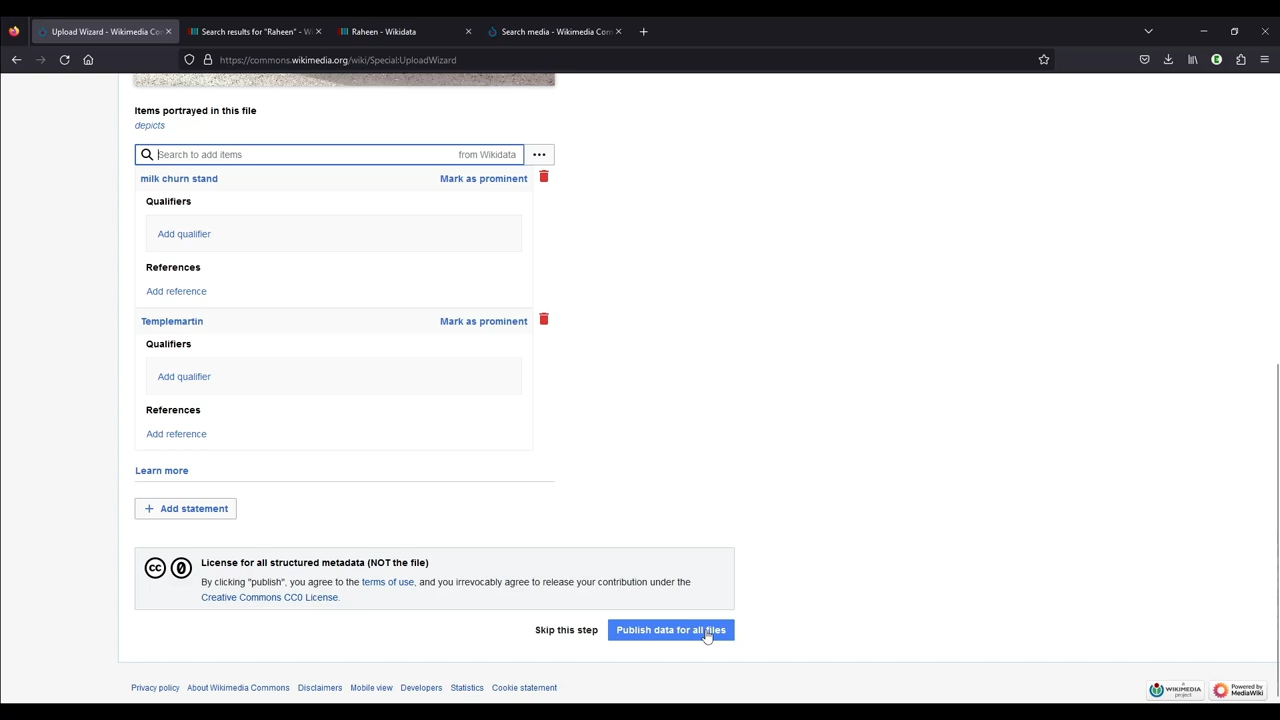 Upload Wizard - Wikimedia Co
Search results for "Raheen" - W
Raheen - Wikidata
Search media - Wikimedia Com
https://commons.wikimedia.org/wiki/Special:UploadWizard
Items portrayed in this file
depicts
Search to add items from Wikidata
milk churn stand Mark as prominent
Qualifiers
Add qualifier
References
Add reference
Templemartin Mark as prominent
Qualifiers
Add qualifier
References
Add reference
Learn more
+ Add statement
License for all structured metadata (NOT the file)
By clicking "publish", you agree to the terms of use, and you irrevocably agree to release your contribution under the
Creative Commons CC0 License.
Skip this step Publish data for all files
Privacy policy About Wikimedia Commons Disclaimers Mobile view Developers Statistics Cookie statement
A WIKIMEDIA project
Powered by MediaWiki